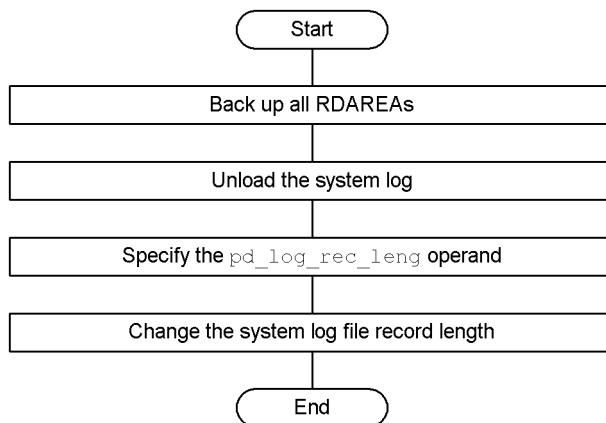 Start
Back up all RDAREAs
Unload the system log
Specify the pd_log_rec_leng operand
Change the system log file record length
End